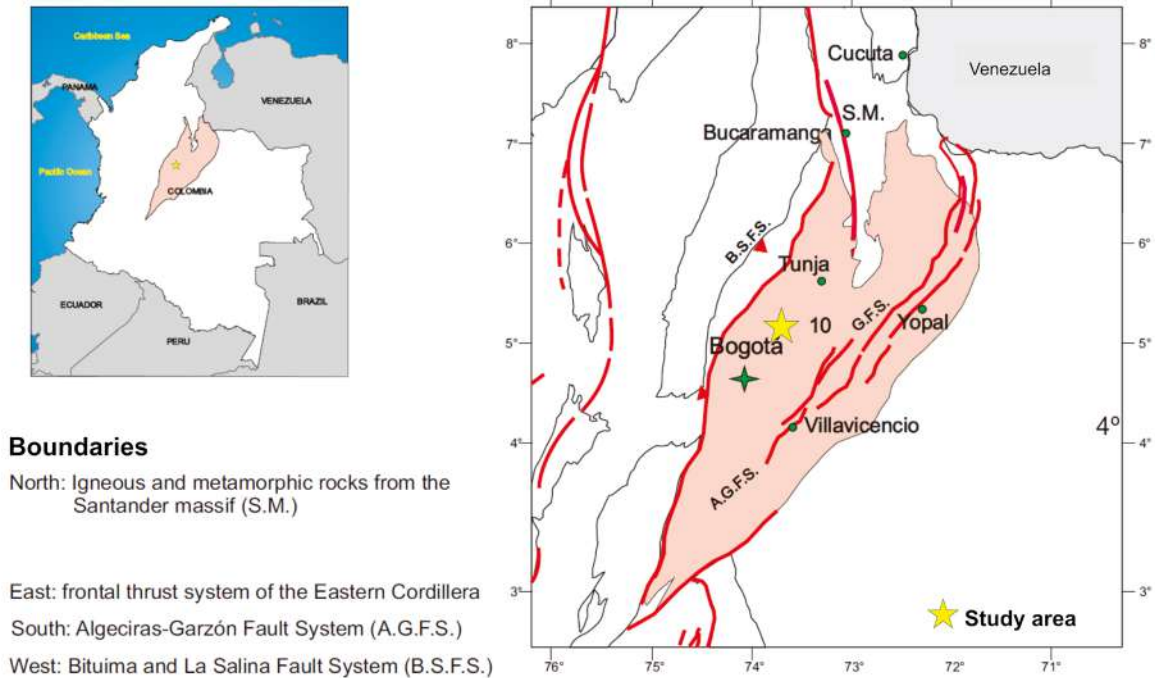 Caribbean Sea
PANAMA
VENEZUELA
Pacific Ocean
COLOMBIA
ECUADOR
BRAZIL
PERU
Boundaries
North: Igneous and metamorphic rocks from the
Santander massif (S.M.)
East: frontal thrust system of the Eastern Cordillera
South: Algeciras-Garzón Fault System (A.G.F.S.)
West: Bituima and La Salina Fault System (B.S.F.S.)
8° 8°
Cucuta
Venezuela
S.M.
Bucaramanga
7° 7°
B.S.F.S.
6° 6°
Tunja
10
G.F.S.
Yopal
5° 5°
Bogotá
Villavicencio
4°
4° 4°
A.G.F.S.
3° 3°
Study area
76° 75° 74° 73° 72° 71°